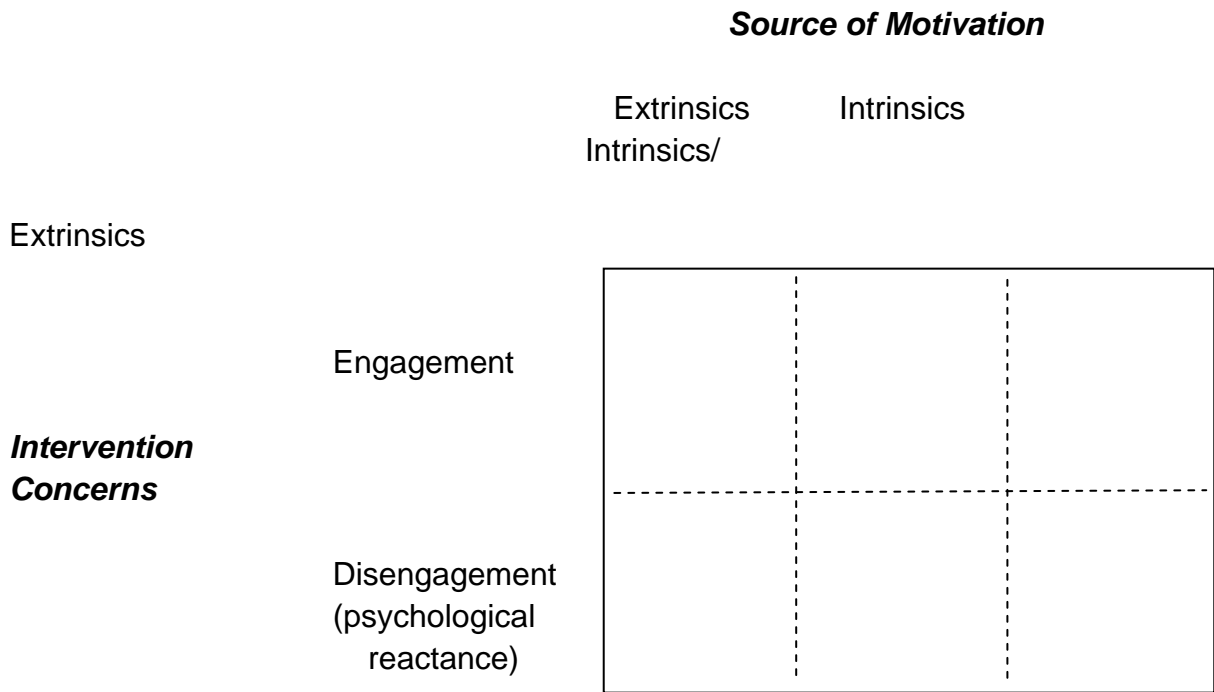 Source of Motivation
Extrinsics Intrinsics
Intrinsics/
Extrinsics
Engagement
Intervention
Concerns
Disengagement
(psychological
reactance)